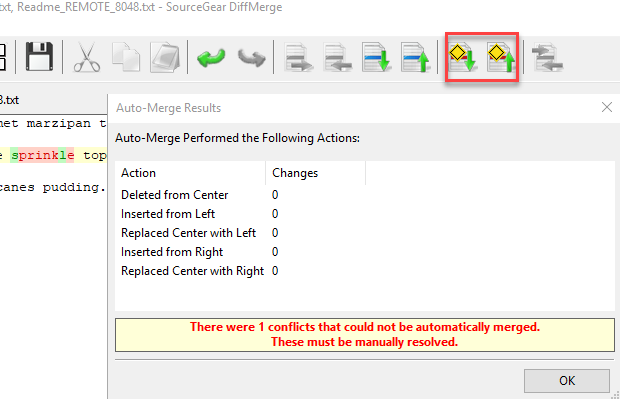 txt, Readme_REMOTE_8048.txt - SourceGear DiffMerge
.txt
met marzipan t
e sprinkle top
canes pudding.
Auto-Merge Results
Auto-Merge Performed the Following Actions:
Action Changes
Deleted from Center 0
Inserted from Left 0
Replaced Center with Left 0
Inserted from Right 0
Replaced Center with Right 0
There were 1 conflicts that could not be automatically merged.
These must be manually resolved.
OK